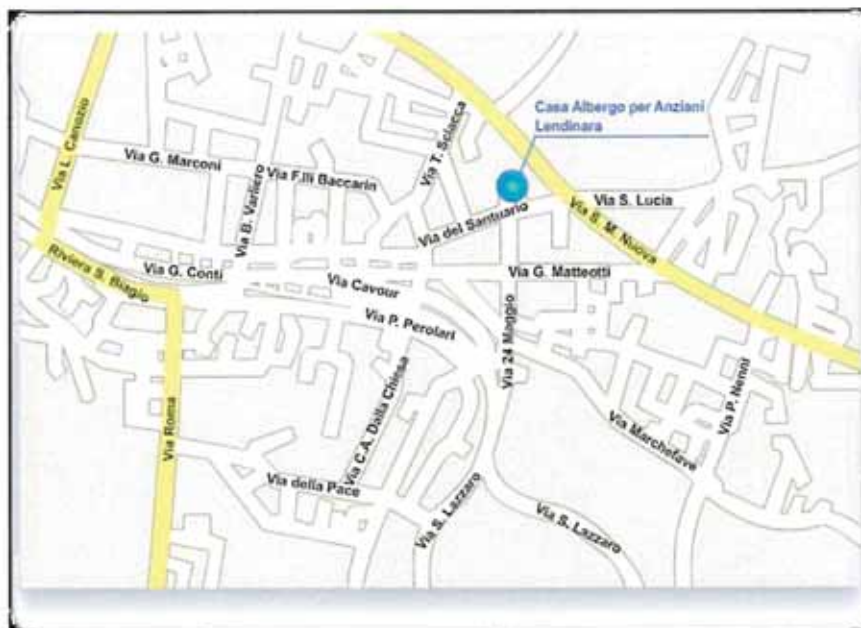 Casa Albergo per Anziani
Lendinara
Via L. Canozio
Via T. Sciacca
Via G. Marconi
Via F.lli Baccarin
Via B. Varliero
Via del Santuario
Via S. Lucia
Via S. M. Nuova
Riviera S. Biagio
Via G. Conti
Via Cavour
Via G. Matteotti
Via P. Perolari
Via 24 Maggio
Via Roma
Via C.A. Dalla Chiesa
Via P. Nenni
Via Marchefave
Via della Pace
Via S. Lazzaro
Via S. Lazzaro